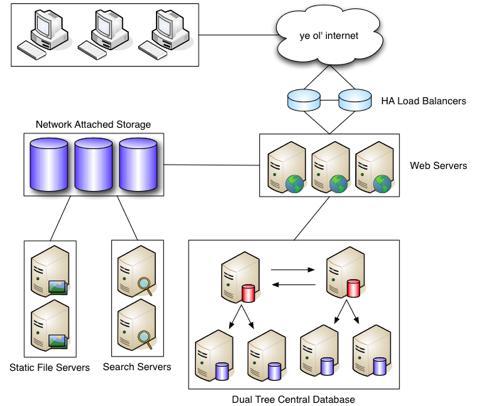 ye ol' internet
HA Load Balancers
Network Attached Storage
Web Servers
Static File Servers
Search Servers
Dual Tree Central Database